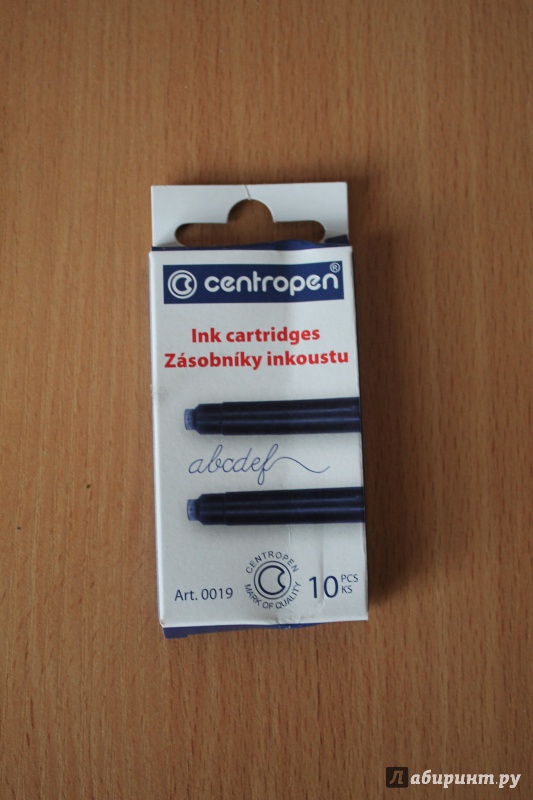 centropen®
Ink cartridges
Zásobníky inkoustu
abcdef
Art. 0019
CENTROPEN
MARK OF QUALITY
10 PCS
KS
Лабиринт.ру